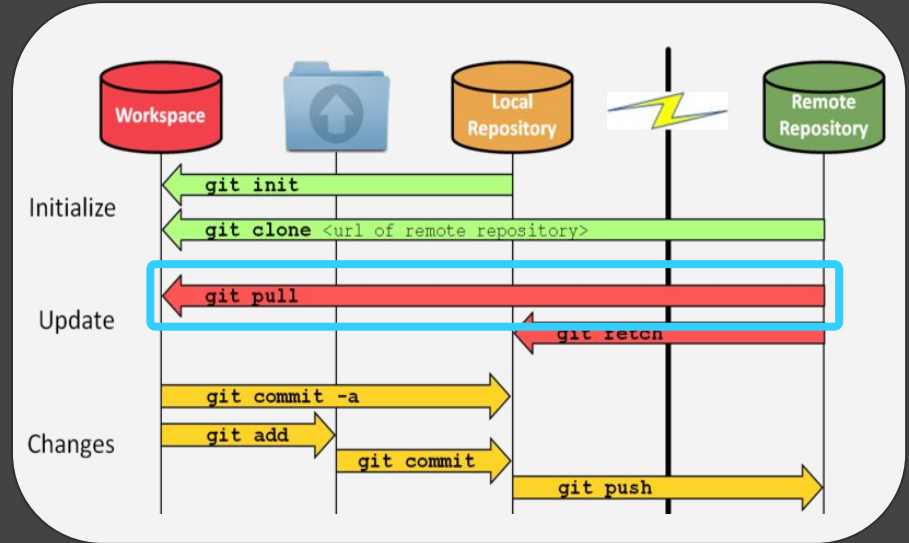 Workspace
Local
Repository
Remote
Repository
Initialize
git init
git clone <url of remote repository>
Update
git pull
git fetch
Changes
git commit -a
git add
git commit
git push